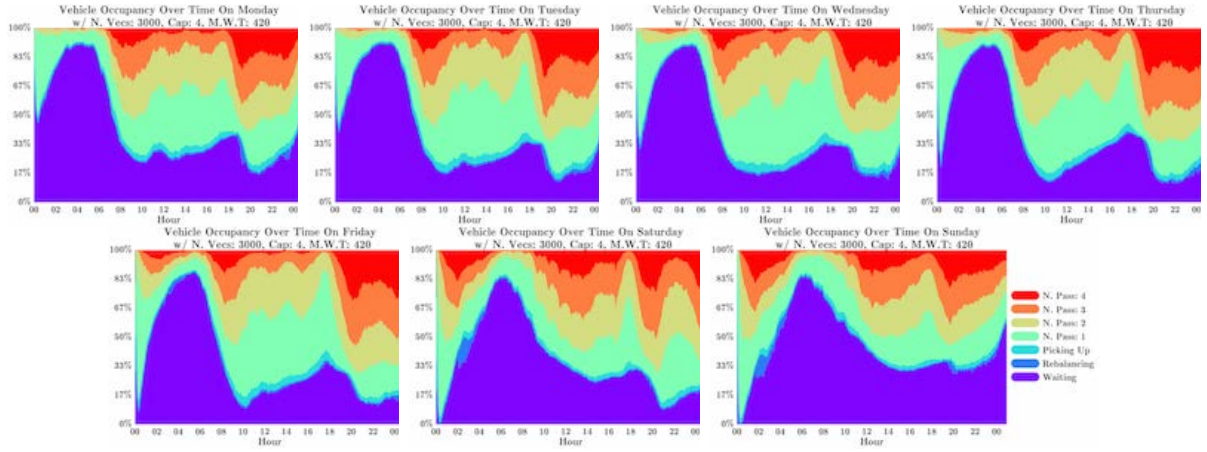 Vehicle Occupancy Over Time On Monday
w/ N. Vecs: 3000, Cap: 4, M.W.T: 420
100%
83%
67%
50%
33%
17%
0%
00 02 04 06 08 10 12 14 16 18 20 22 00
Hour
Vehicle Occupancy Over Time On Tuesday
w/ N. Vecs: 3000, Cap: 4, M.W.T: 420
100%
83%
67%
50%
33%
17%
0%
00 02 04 06 08 10 12 14 16 18 20 22 00
Hour
Vehicle Occupancy Over Time On Wednesday
w/ N. Vecs: 3000, Cap: 4, M.W.T: 420
100%
83%
67%
50%
33%
17%
0%
00 02 04 06 08 10 12 14 16 18 20 22 00
Hour
Vehicle Occupancy Over Time On Thursday
w/ N. Vecs: 3000, Cap: 4, M.W.T: 420
100%
83%
67%
50%
33%
17%
0%
00 02 04 06 08 10 12 14 16 18 20 22 00
Hour
Vehicle Occupancy Over Time On Friday
w/ N. Vecs: 3000, Cap: 4, M.W.T: 420
100%
83%
67%
50%
33%
17%
0%
00 02 04 06 08 10 12 14 16 18 20 22 00
Hour
Vehicle Occupancy Over Time On Saturday
w/ N. Vecs: 3000, Cap: 4, M.W.T: 420
100%
83%
67%
50%
33%
17%
0%
00 02 04 06 08 10 12 14 16 18 20 22 00
Hour
Vehicle Occupancy Over Time On Sunday
w/ N. Vecs: 3000, Cap: 4, M.W.T: 420
100%
83%
67%
50%
33%
17%
0%
00 02 04 06 08 10 12 14 16 18 20 22 00
Hour
N. Pass: 4
N. Pass: 3
N. Pass: 2
N. Pass: 1
Picking Up
Rebalancing
Waiting